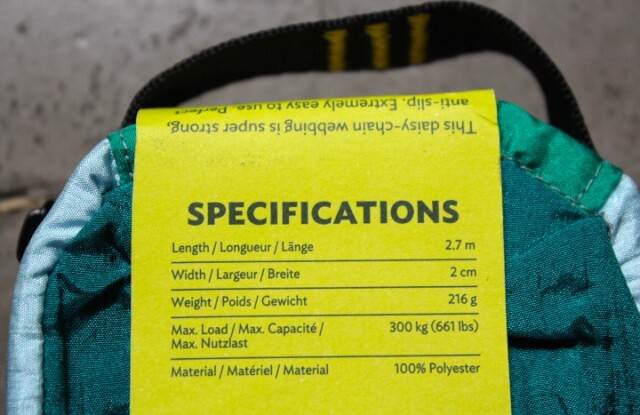 anti-slip. Extremely easy to use. Perfect
This daisy-chain webbing is super strong,
SPECIFICATIONS
Length / Longueur / Länge 2.7 m
Width / Largeur / Breite 2 cm
Weight / Poids / Gewicht 216 g
Max. Load / Max. Capacité / 300 kg (661 lbs)
Max. Nutzlast
Material / Matériel / Material 100% Polyester